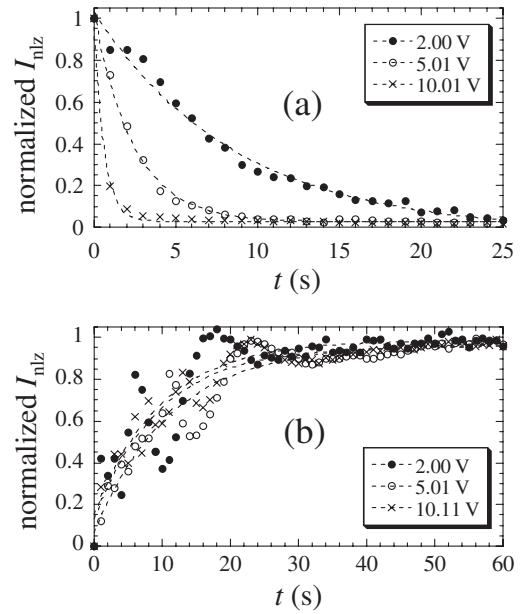 1
0.8
0.6
0.4
0.2
0
normalized I_nlz
(a)
2.00 V
5.01 V
10.01 V
0 5 10 15 20 25
t (s)
1
0.8
0.6
0.4
0.2
0
normalized I_nlz
(b)
2.00 V
5.01 V
10.11 V
0 10 20 30 40 50 60
t (s)